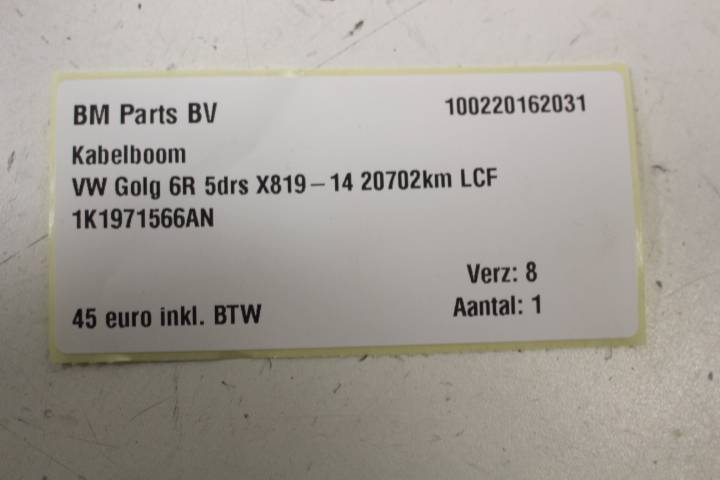 BM Parts BV 100220162031
Kabelboom
VW Golg 6R 5drs X819-14 20702km LCF
1K1971566AN
Verz: 8
45 euro inkl. BTW
Aantal: 1